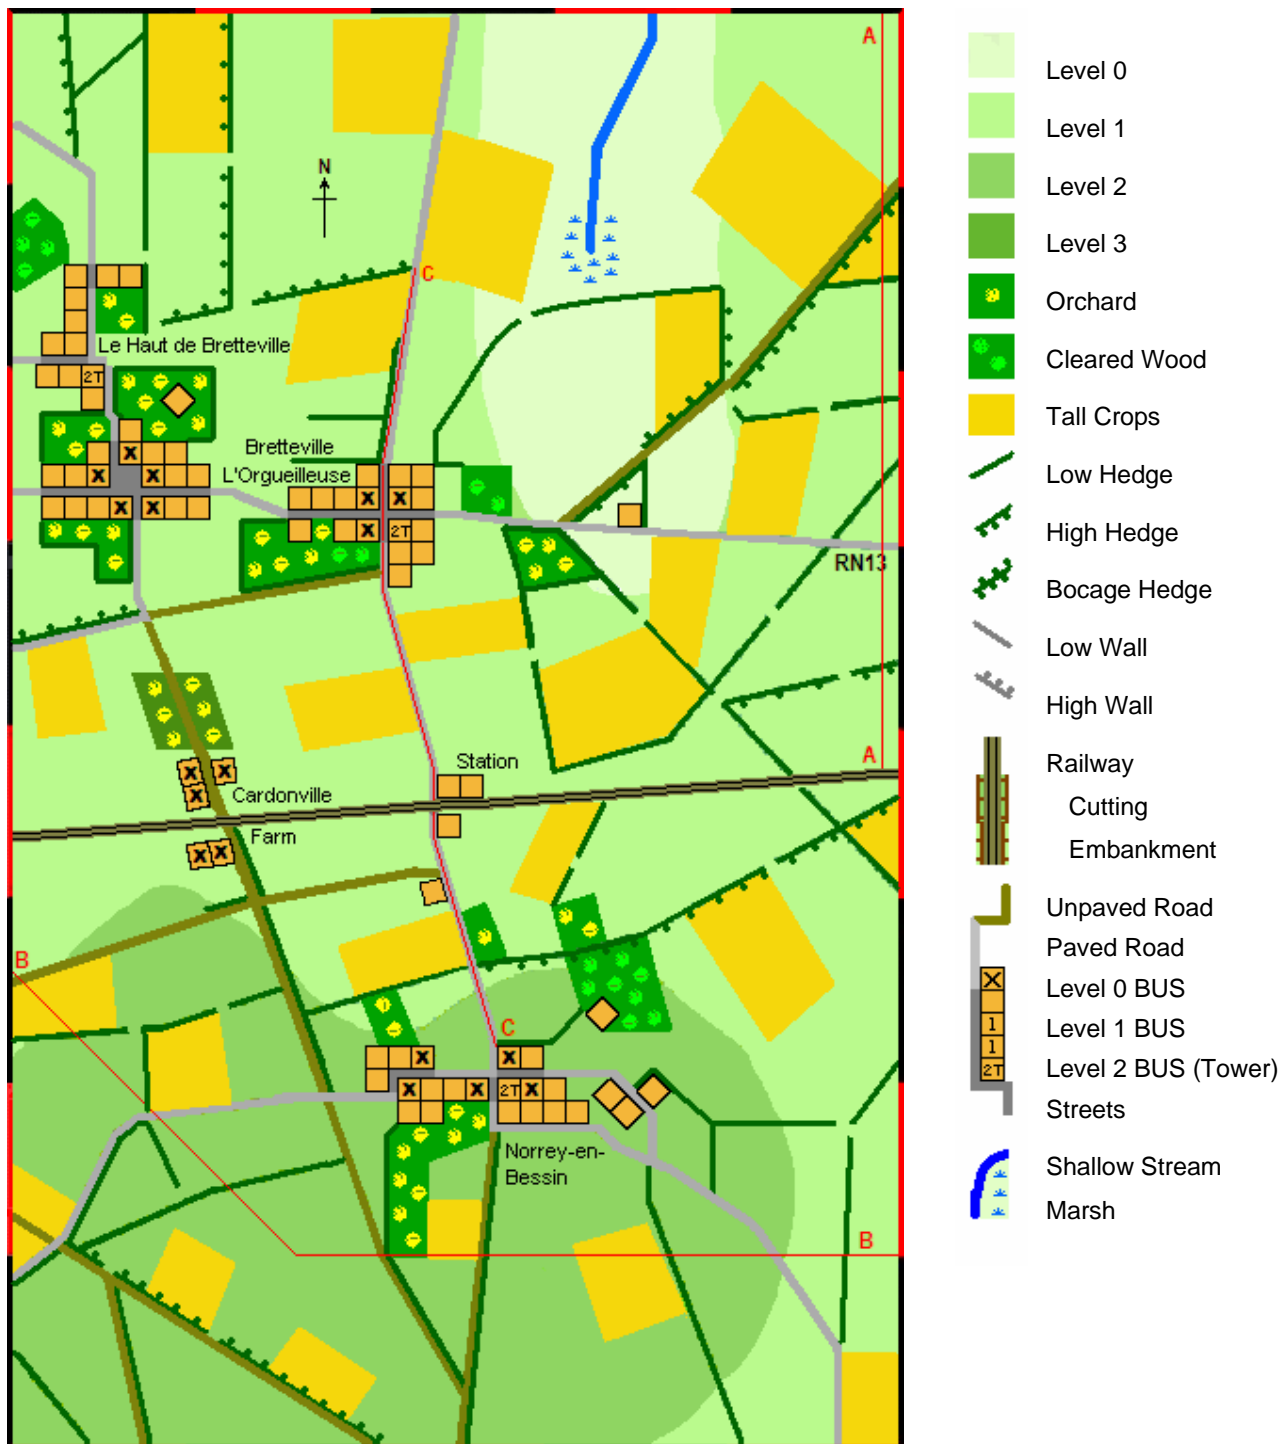 A
N
C
Le Haut de Bretteville
2T
Bretteville
L'Orgueilleuse
X
X
X
X
X
X
X
X
2T
RN13
Station
A
X
X
X
Cardonville
Farm
X
X
B
C
X
X
X
X
2T
X
Norrey-en-
Bessin
B
Level 0
Level 1
Level 2
Level 3
Orchard
Cleared Wood
Tall Crops
Low Hedge
High Hedge
Bocage Hedge
Low Wall
High Wall
Railway
Cutting
Embankment
Unpaved Road
Paved Road
X
Level 0 BUS
1
Level 1 BUS
1
2T
Level 2 BUS (Tower)
Streets
Shallow Stream
Marsh